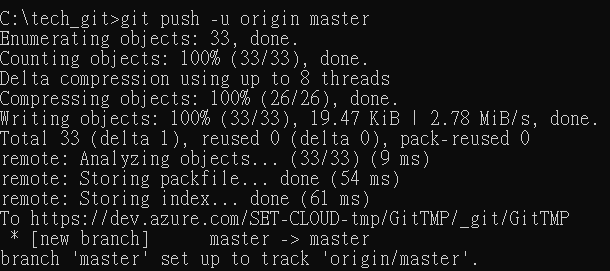 C:\tech_git>git push -u origin master
Enumerating objects: 33, done.
Counting objects: 100% (33/33), done.
Delta compression using up to 8 threads
Compressing objects: 100% (26/26), done.
Writing objects: 100% (33/33), 19.47 KiB | 2.78 MiB/s, done.
Total 33 (delta 1), reused 0 (delta 0), pack-reused 0
remote: Analyzing objects... (33/33) (9 ms)
remote: Storing packfile... done (54 ms)
remote: Storing index... done (61 ms)
To https://dev.azure.com/SET-CLOUD-tmp/GitTMP/_git/GitTMP
 * [new branch]      master -> master
branch 'master' set up to track 'origin/master'.